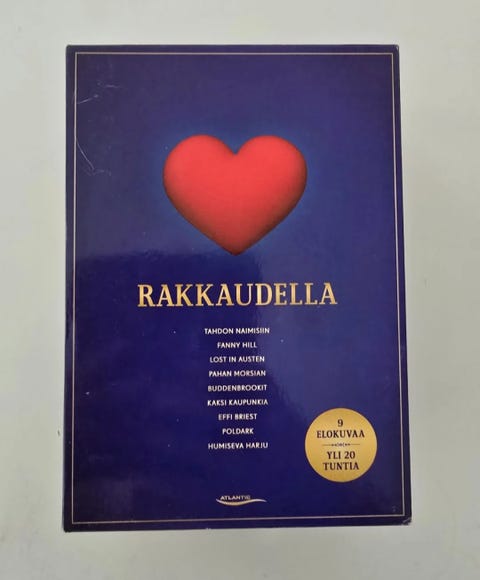 RAKKAUDELLA
TAHDON NAIMISIIN
FANNY HILL
LOST IN AUSTEN
PAHAN MORSIAN
BUDDENBROOKIT
KAKSI KAUPUNKIA
EFFI BRIEST
POLDARK
HUMISEVA HARJU
9
ELOKUVAA
YLI 20
TUNTIA
ATLANTIC